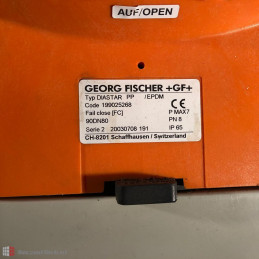 AUF/OPEN
GEORG FISCHER +GF+
Typ DIASTAR PP /EPDM
Code 199025268 CE
Fail close [FC] P MAX7
90DN80 PN 8
Serie 2 20030708 191 IP 65
CH-8201 Schaffhausen / Switzerland